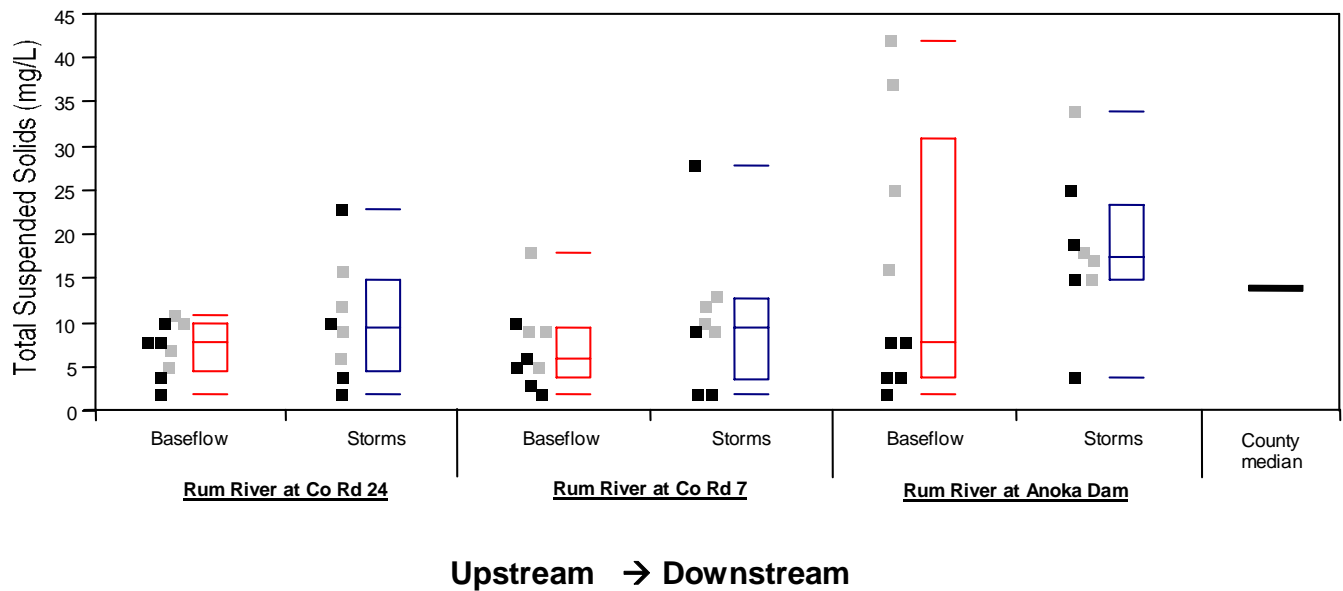 Total Suspended Solids (mg/L)
45
40
35
30
25
20
15
10
5
0
Baseflow Storms Baseflow Storms Baseflow Storms County
median
Rum River at Co Rd 24 Rum River at Co Rd 7 Rum River at Anoka Dam
Upstream → Downstream